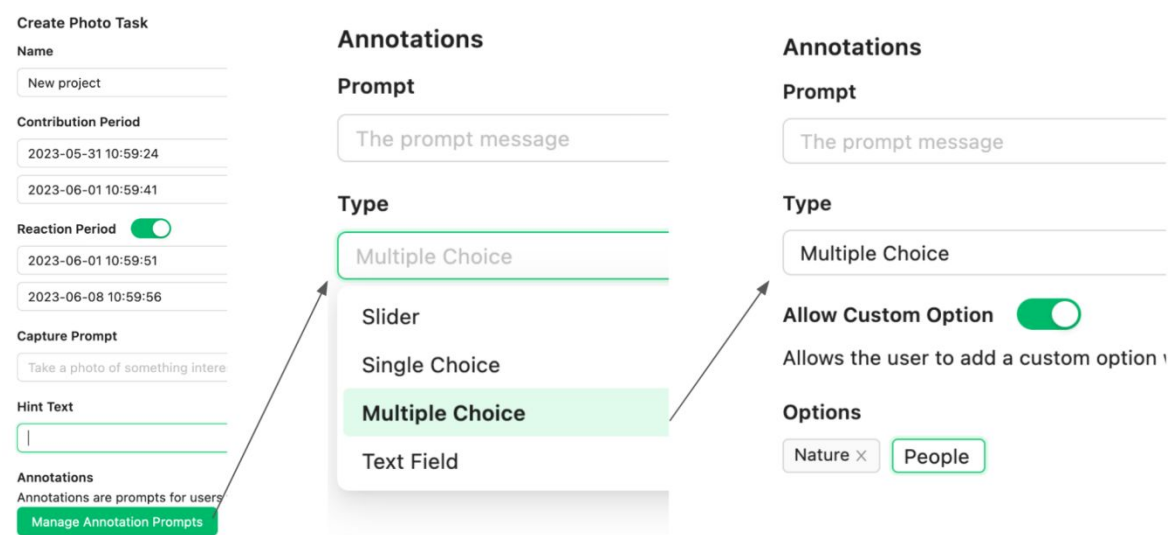 Create Photo Task
Name
New project
Contribution Period
2023-05-31 10:59:24
2023-06-01 10:59:41
Reaction Period
2023-06-01 10:59:51
2023-06-08 10:59:56
Capture Prompt
Take a photo of something intere
Hint Text
Annotations
Annotations are prompts for users
Manage Annotation Prompts
Annotations
Prompt
The prompt message
Type
Multiple Choice
Slider
Single Choice
Multiple Choice
Text Field
Annotations
Prompt
The prompt message
Type
Multiple Choice
Allow Custom Option
Allows the user to add a custom option
Options
Nature ×
People